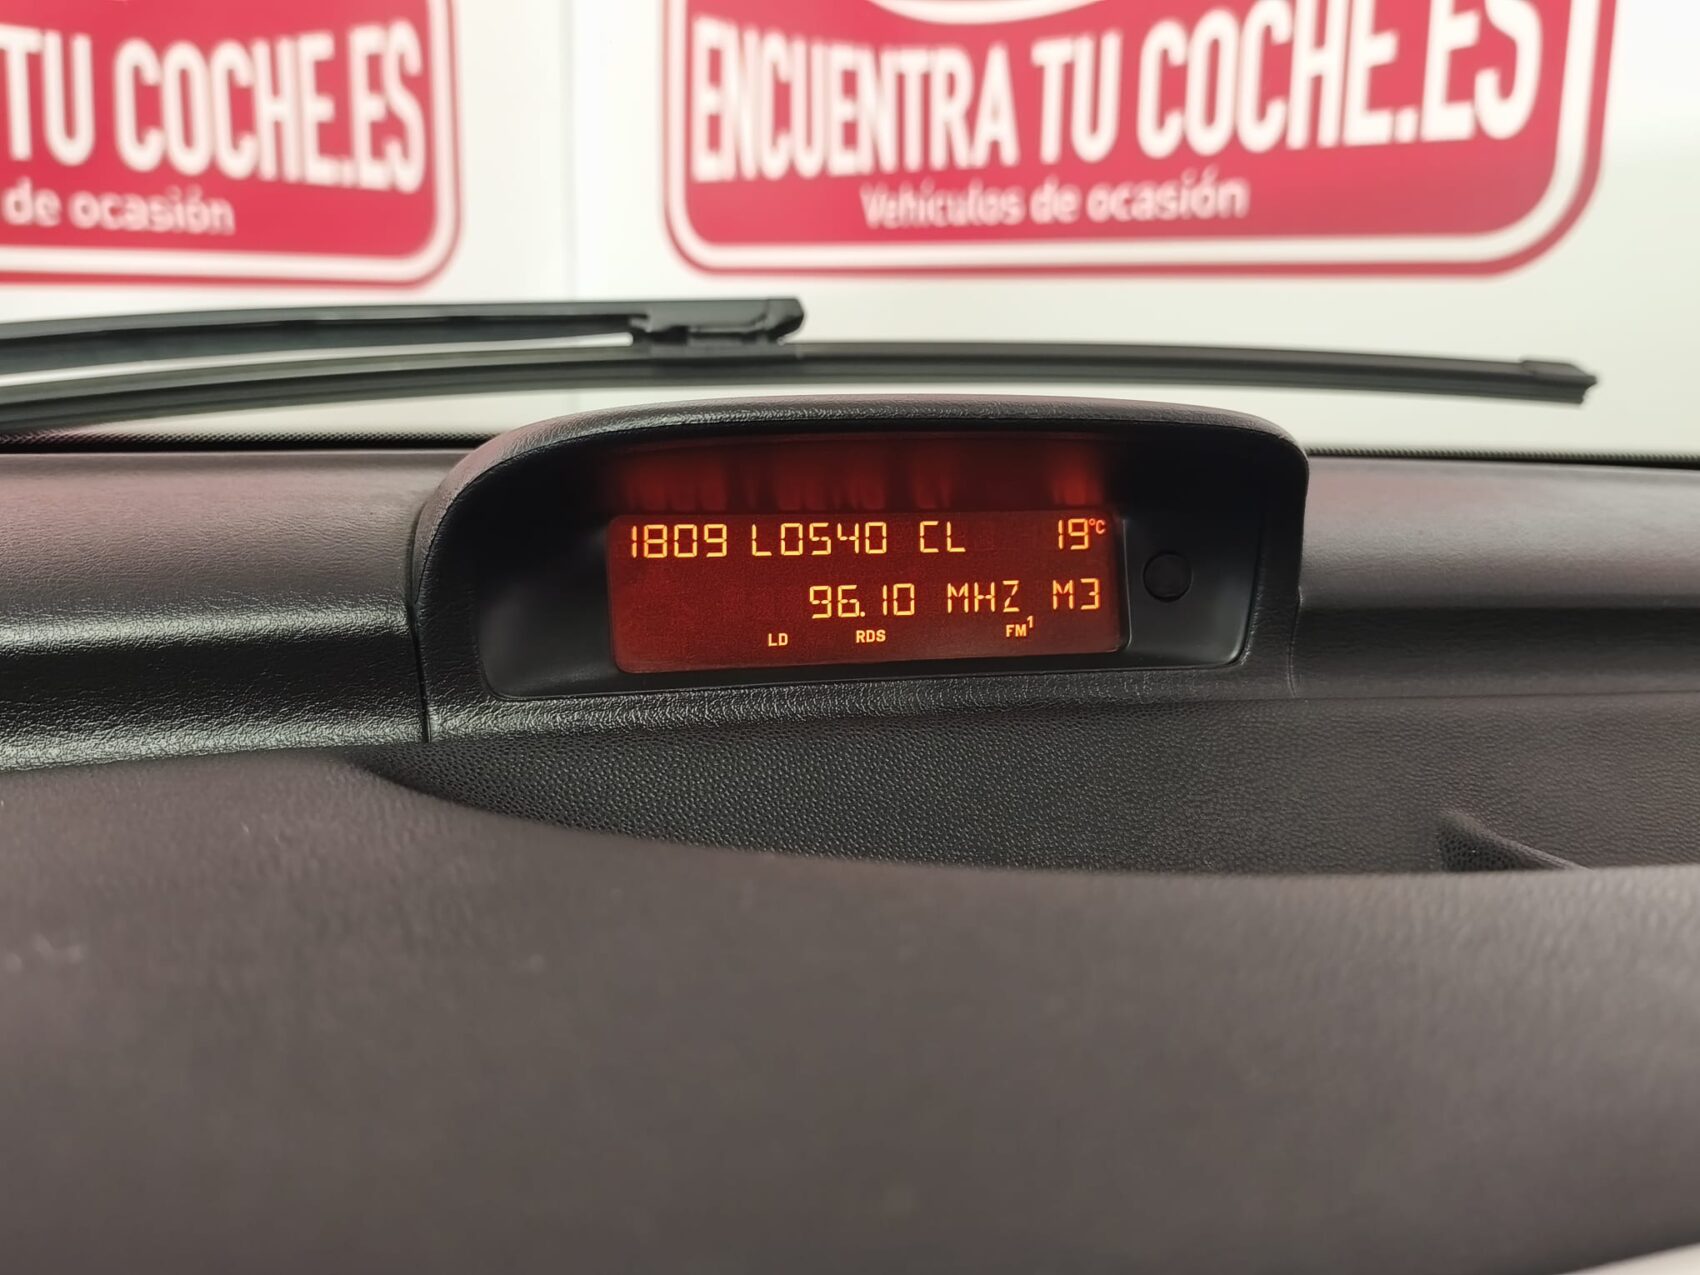 TU COCHE.ES
de ocasión
ENCUENTRA TU COCHE.ES
Vehículos de ocasión
1809 LOS40 CL 19°C
96.10 MHZ M3
LD RDS FM1